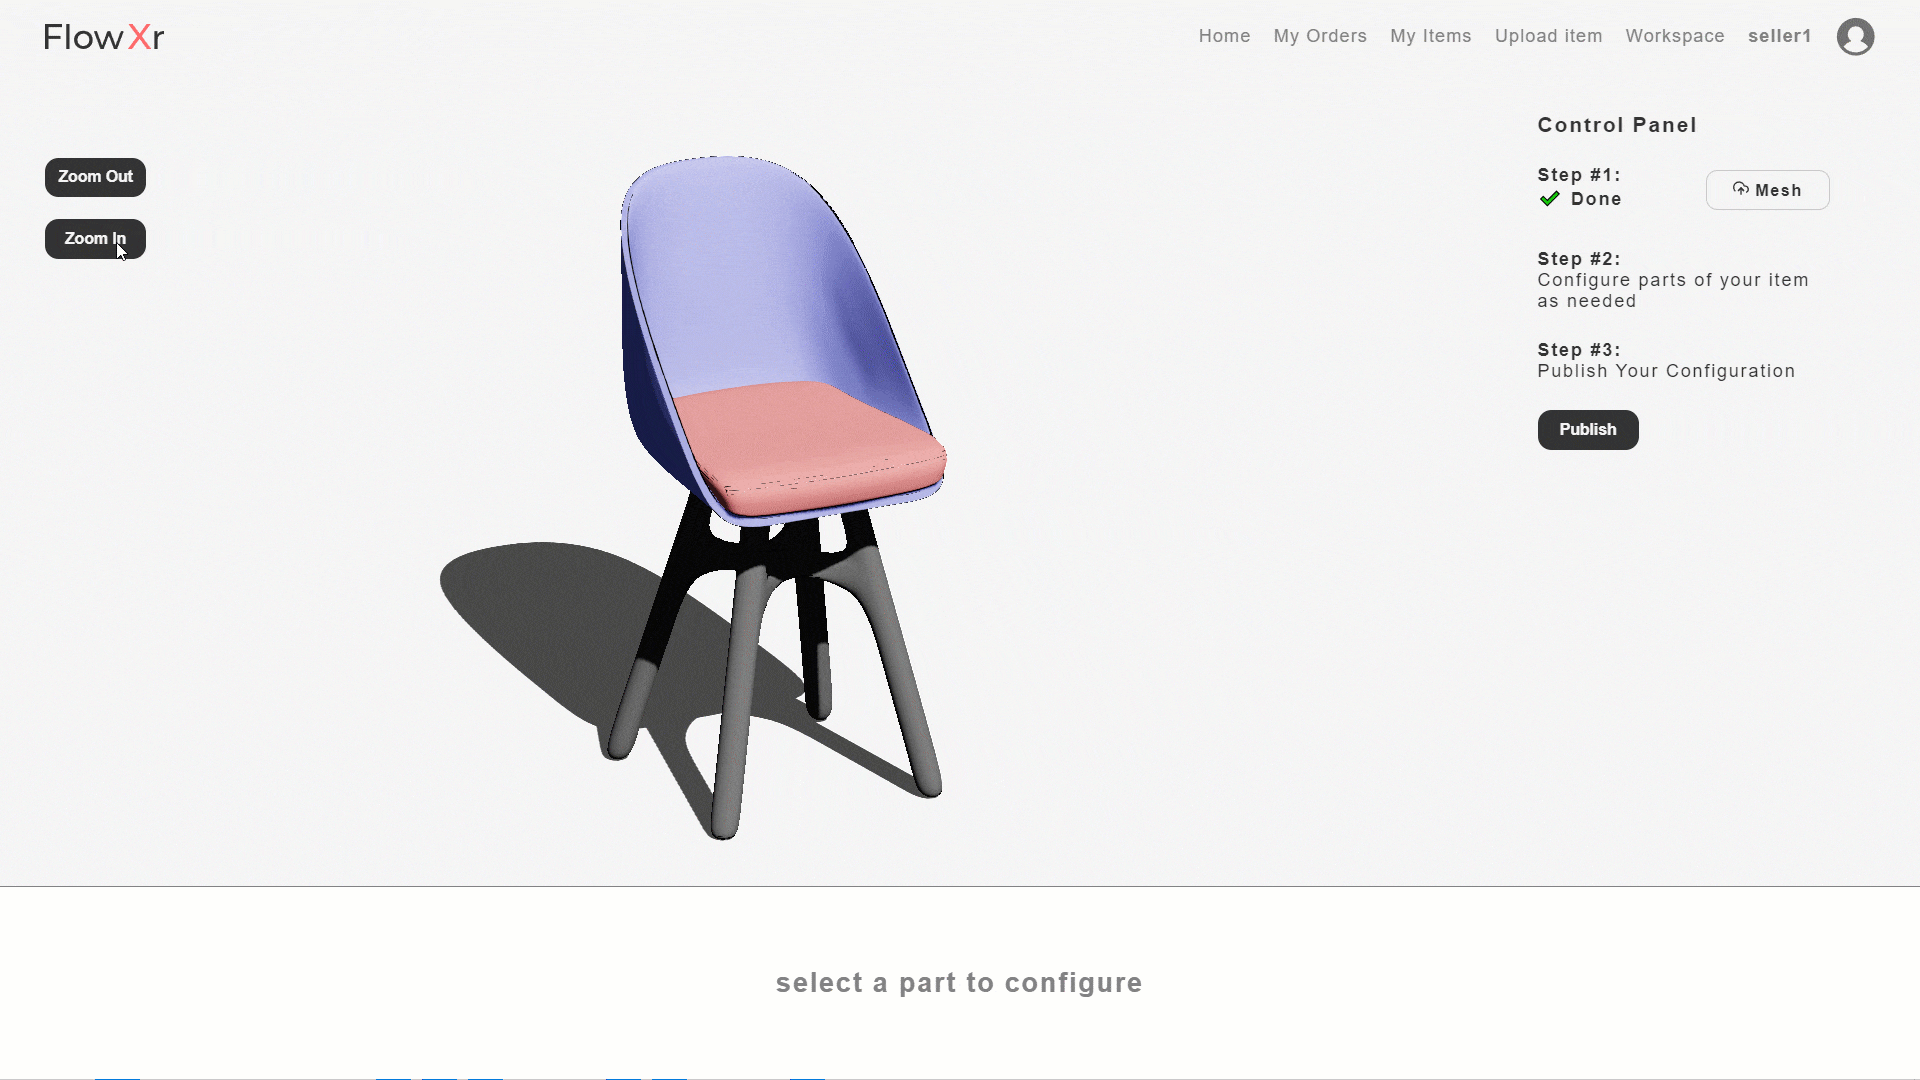 FlowXr
Home My Orders My Items Upload item Workspace seller1
Zoom Out
Zoom In
Control Panel
Step #1:
Done
Mesh
Step #2:
Configure parts of your item
as needed
Step #3:
Publish Your Configuration
Publish
select a part to configure